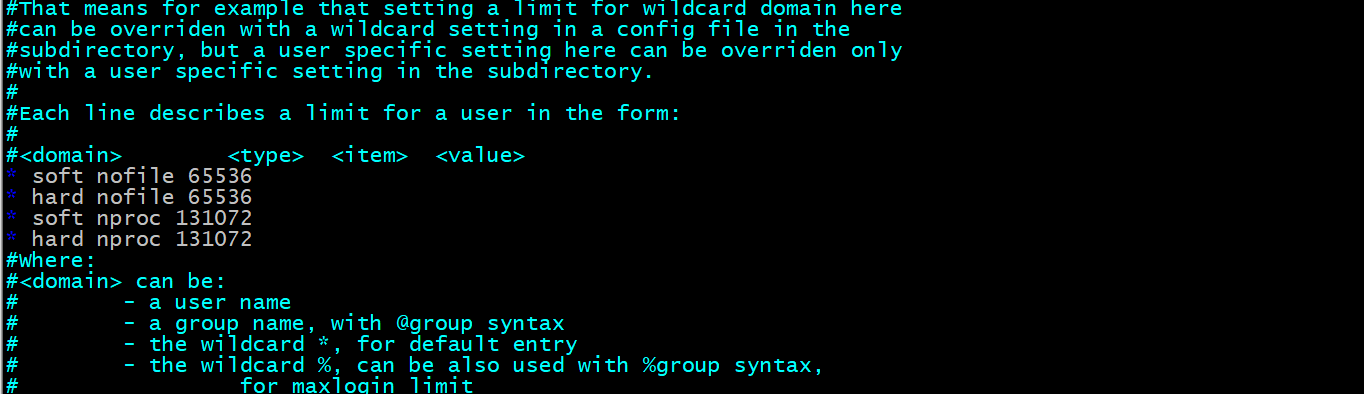 #That means for example that setting a limit for wildcard domain here
#can be overriden with a wildcard setting in a config file in the
#subdirectory, but a user specific setting here can be overriden only
#with a user specific setting in the subdirectory.
#
#Each line describes a limit for a user in the form:
#
#<domain>        <type>  <item>  <value>
* soft nofile 65536
* hard nofile 65536
* soft nproc 131072
* hard nproc 131072
#Where:
#<domain> can be:
#        - a user name
#        - a group name, with @group syntax
#        - the wildcard *, for default entry
#        - the wildcard %, can be also used with %group syntax,
#                 for maxlogin limit